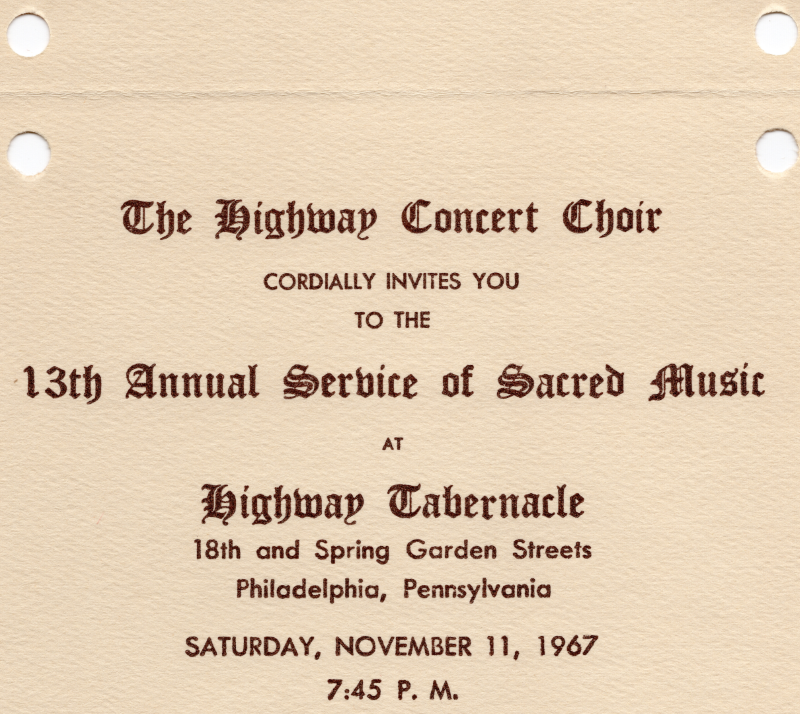 The Highway Concert Choir
CORDIALLY INVITES YOU
TO THE
13th Annual Service of Sacred Music
AT
Highway Tabernacle
18th and Spring Garden Streets
Philadelphia, Pennsylvania
SATURDAY, NOVEMBER 11, 1967
7:45 P. M.